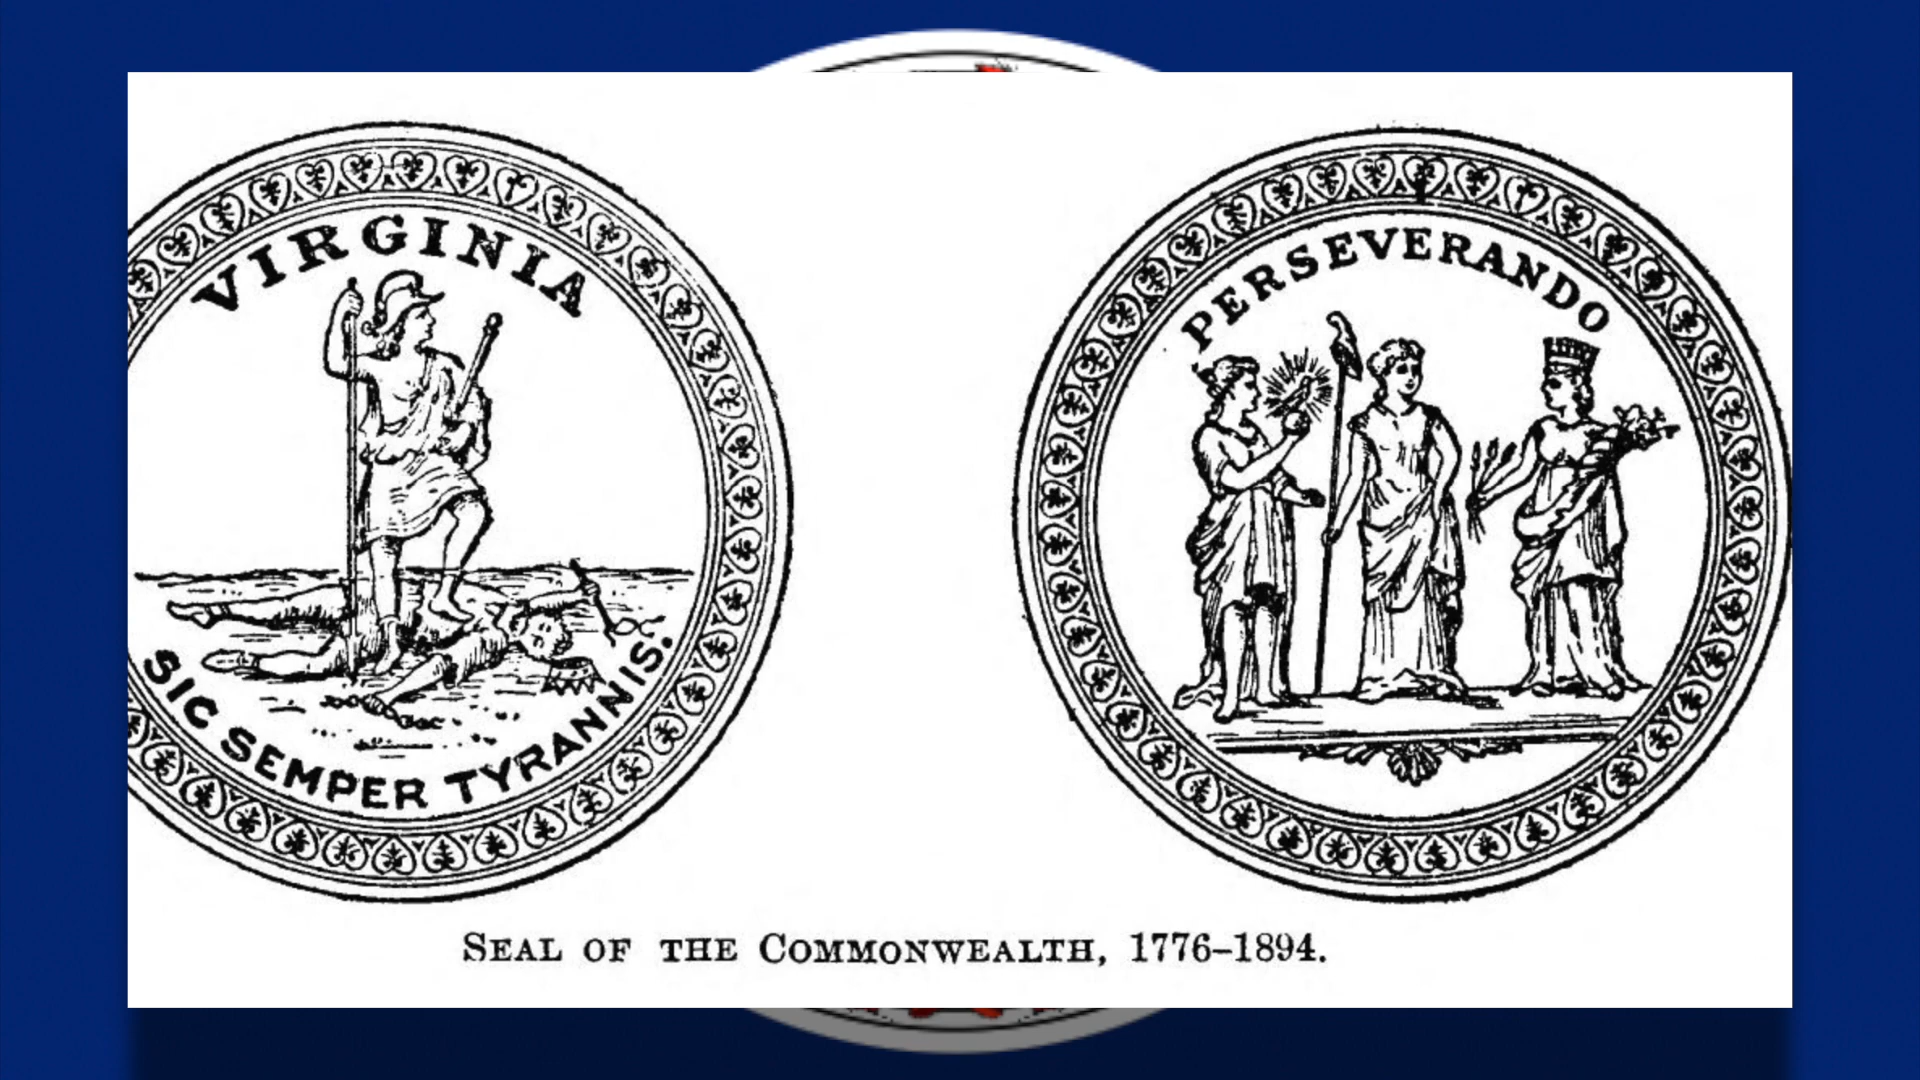 VIRGINIA
SIC SEMPER TYRANNIS.
PERSEVERANDO
SEAL OF THE COMMONWEALTH, 1776–1894.